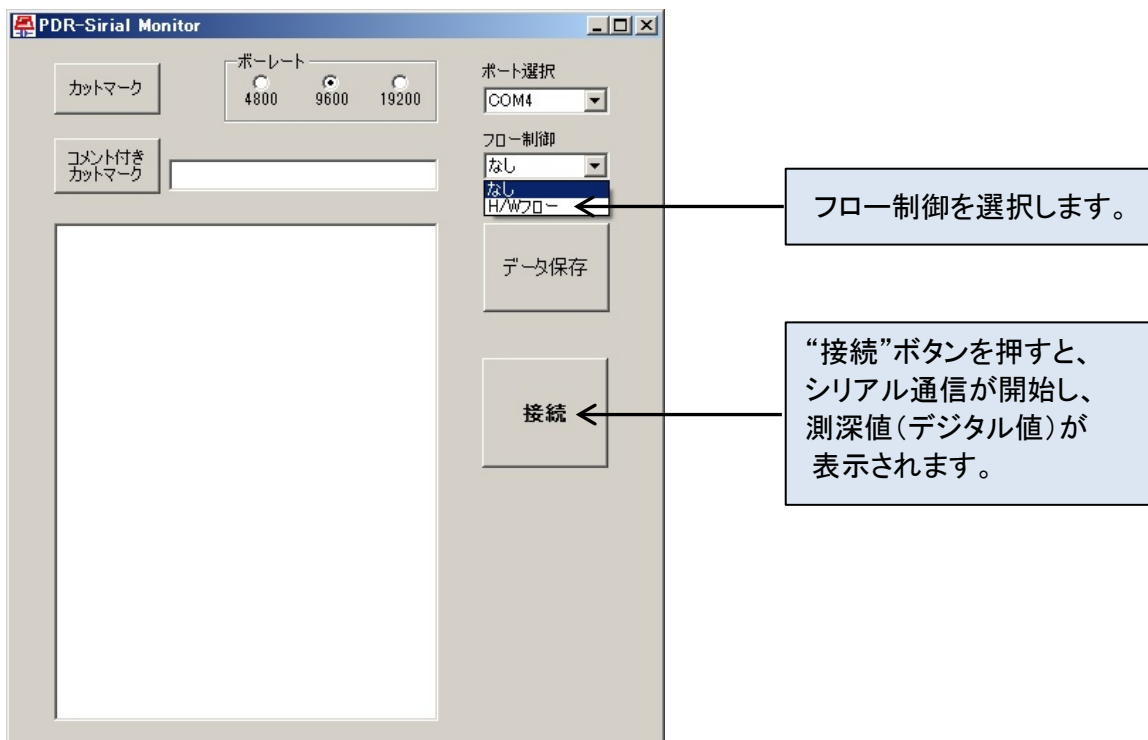 PDR-Sirial Monitor
カットマーク
ボーレート
4800 9600 19200
ポート選択
COM4
フロー制御
なし
なし
H/Wフロー
コメント付き
カットマーク
データ保存
接続
フロー制御を選択します。
“接続”ボタンを押すと、
シリアル通信が開始し、
測深値（デジタル値）が
表示されます。